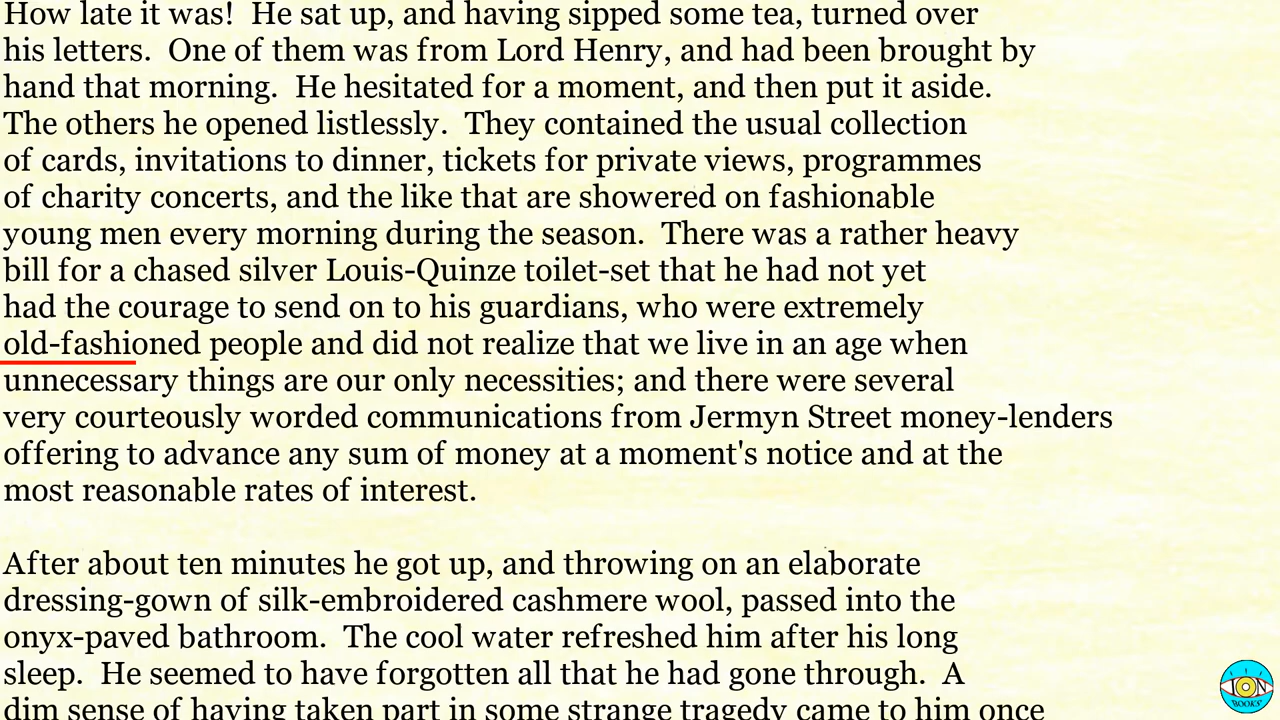 How late it was!  He sat up, and having sipped some tea, turned over
his letters.  One of them was from Lord Henry, and had been brought by
hand that morning.  He hesitated for a moment, and then put it aside.
The others he opened listlessly.  They contained the usual collection
of cards, invitations to dinner, tickets for private views, programmes
of charity concerts, and the like that are showered on fashionable
young men every morning during the season.  There was a rather heavy
bill for a chased silver Louis-Quinze toilet-set that he had not yet
had the courage to send on to his guardians, who were extremely
old-fashioned people and did not realize that we live in an age when
unnecessary things are our only necessities; and there were several
very courteously worded communications from Jermyn Street money-lenders
offering to advance any sum of money at a moment's notice and at the
most reasonable rates of interest.

After about ten minutes he got up, and throwing on an elaborate
dressing-gown of silk-embroidered cashmere wool, passed into the
onyx-paved bathroom.  The cool water refreshed him after his long
sleep.  He seemed to have forgotten all that he had gone through.  A
dim sense of having taken part in some strange tragedy came to him once
ION
BOOKS